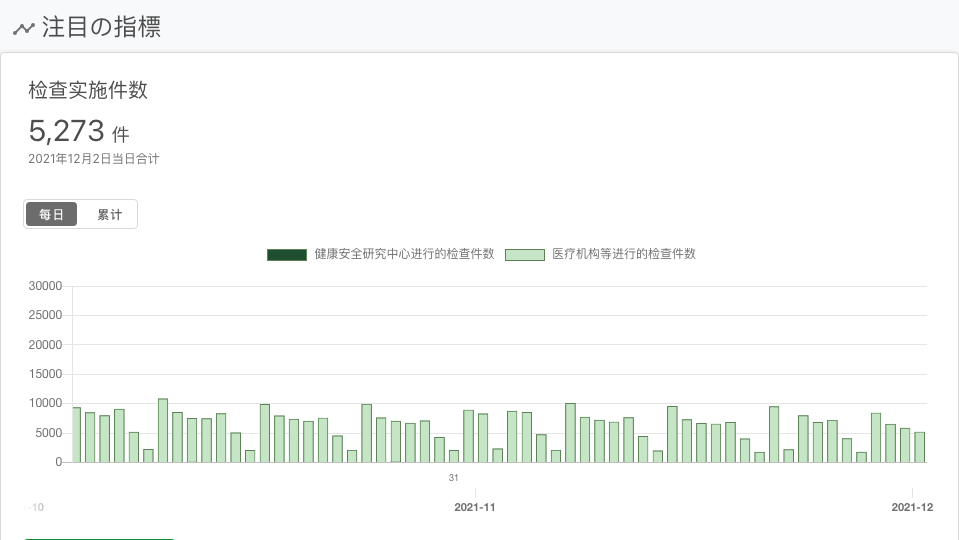 注目の指標
检查实施件数
5,273 件
2021年12月2日当日合计
每日 累计
健康安全研究中心进行的检查件数 医疗机构等进行的检查件数
30000
25000
20000
15000
10000
5000
0
31
-10 2021-11 2021-12